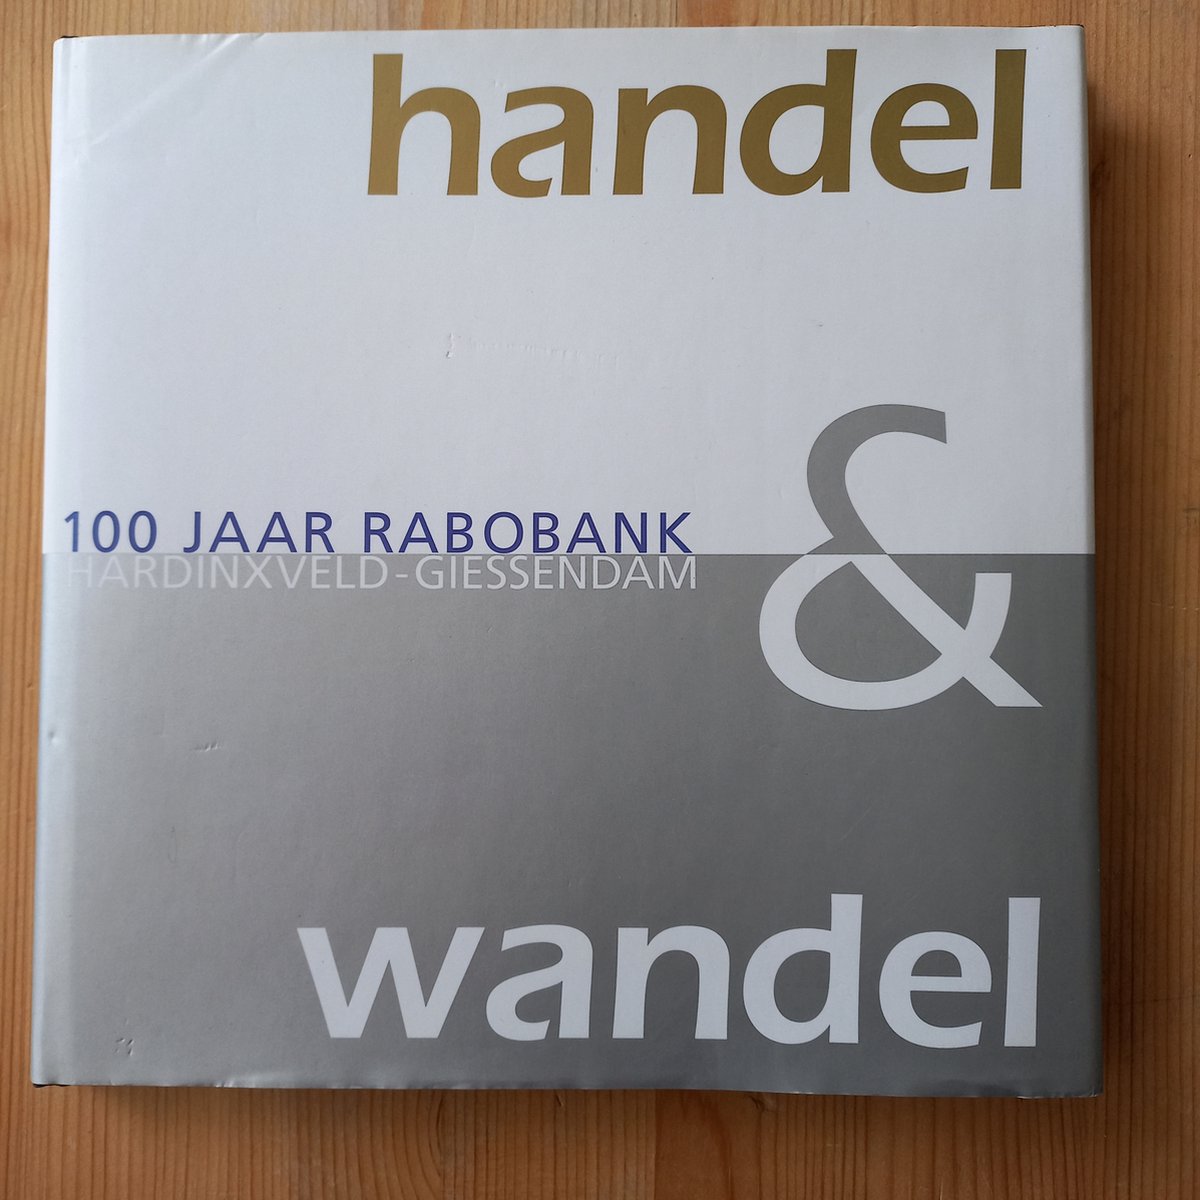 handel
&
100 JAAR RABOBANK
HARDINXVELD-GIESSENDAM
wandel